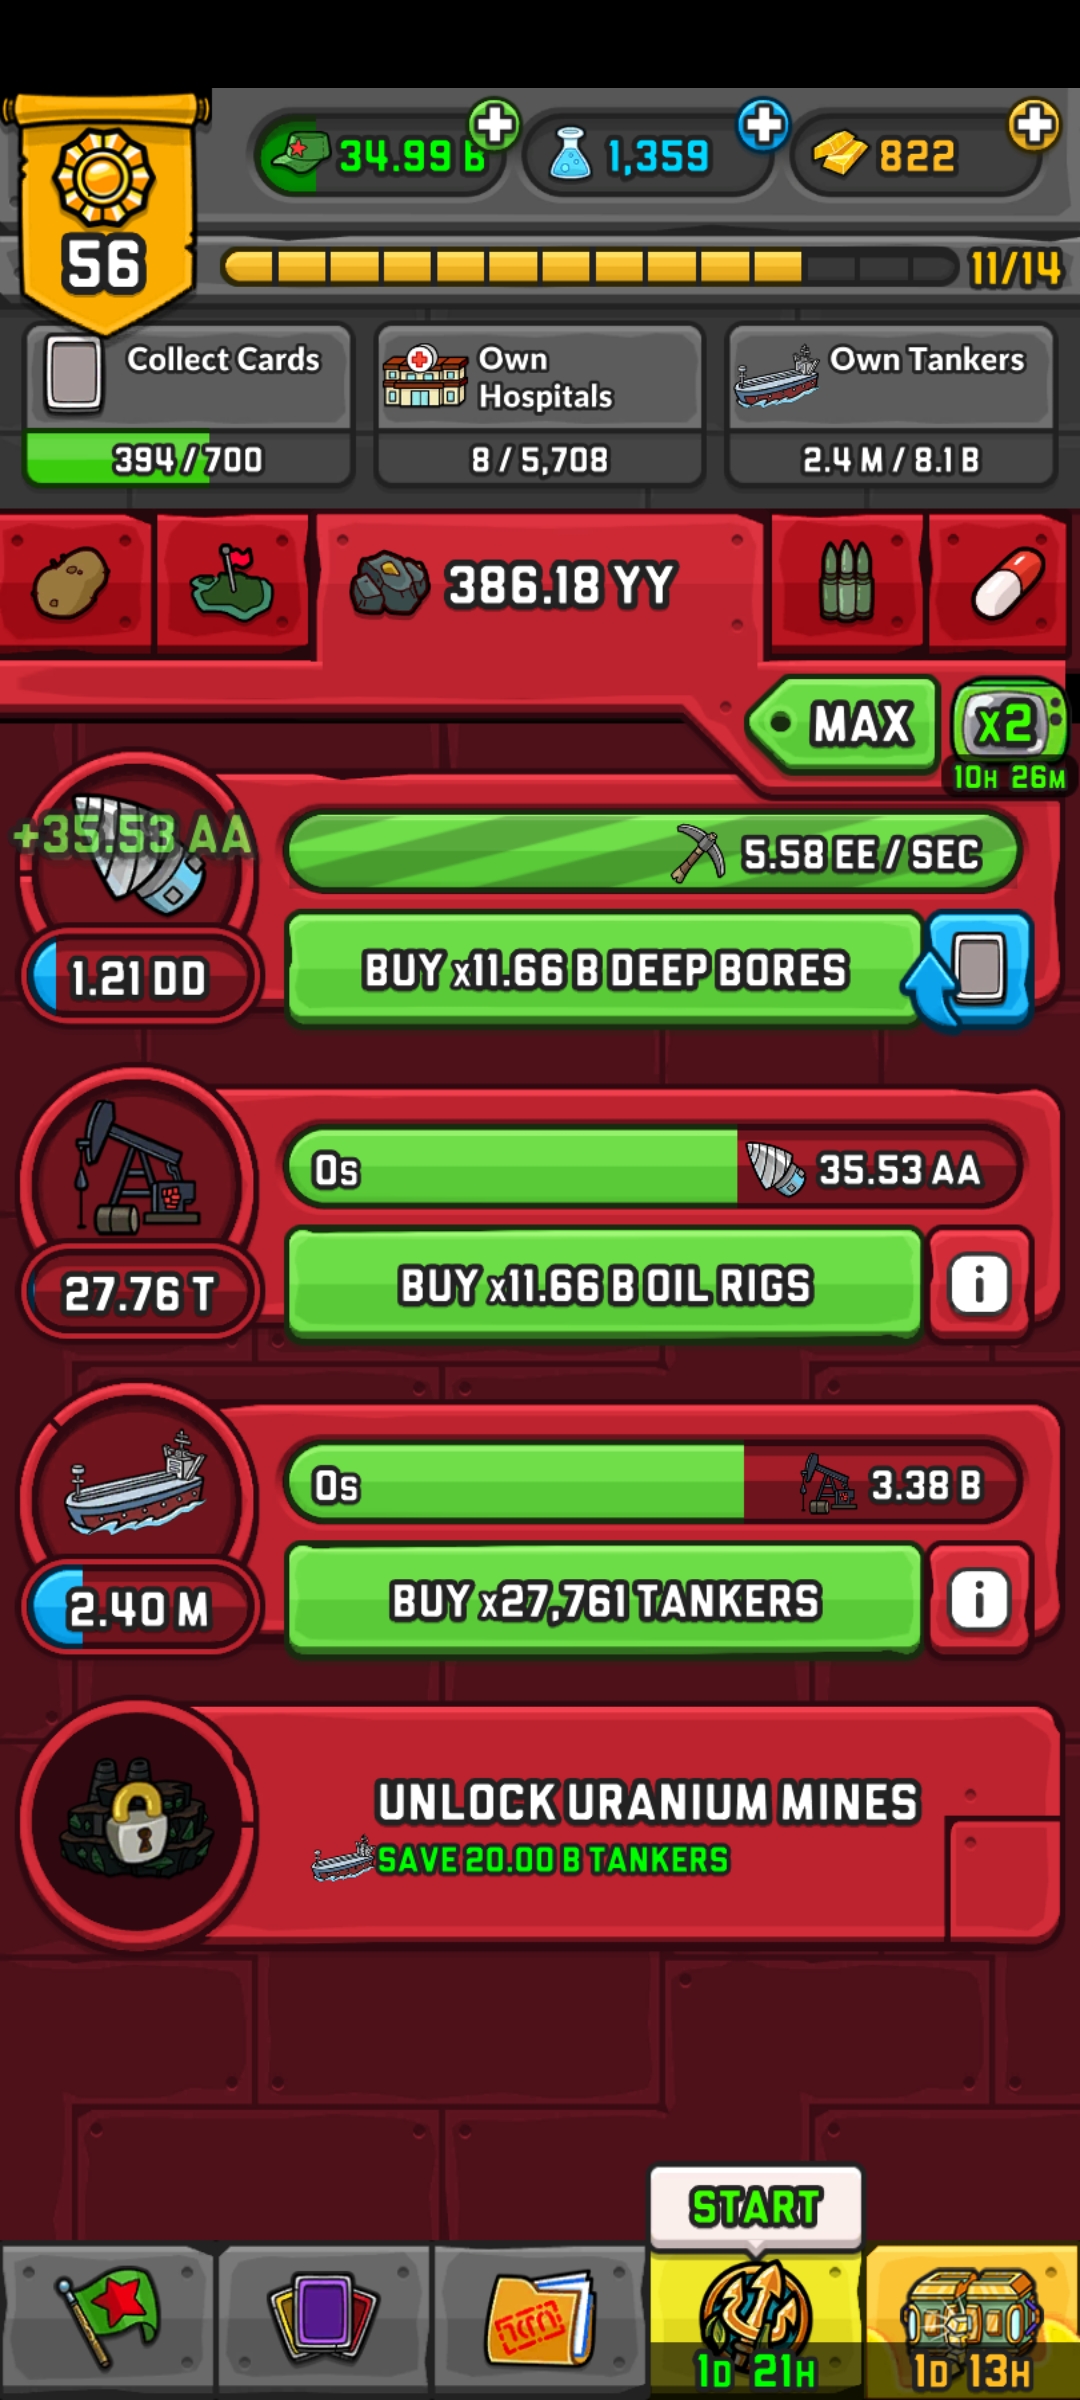 34.99 B
1,359
822
56
11/14
Collect Cards
394 / 700
Own
Hospitals
8 / 5,708
Own Tankers
2.4 M / 8.1 B
386.18 YY
MAX
x2
10H 26M
+35.53 AA
5.58 EE / SEC
1.21 DD
BUY x11.66 B DEEP BORES
0s
35.53 AA
27.76 T
BUY x11.66 B OIL RIGS
i
0s
3.38 B
2.40 M
BUY x27,761 TANKERS
i
UNLOCK URANIUM MINES
SAVE 20.00 B TANKERS
START
1D 21H
1D 13H